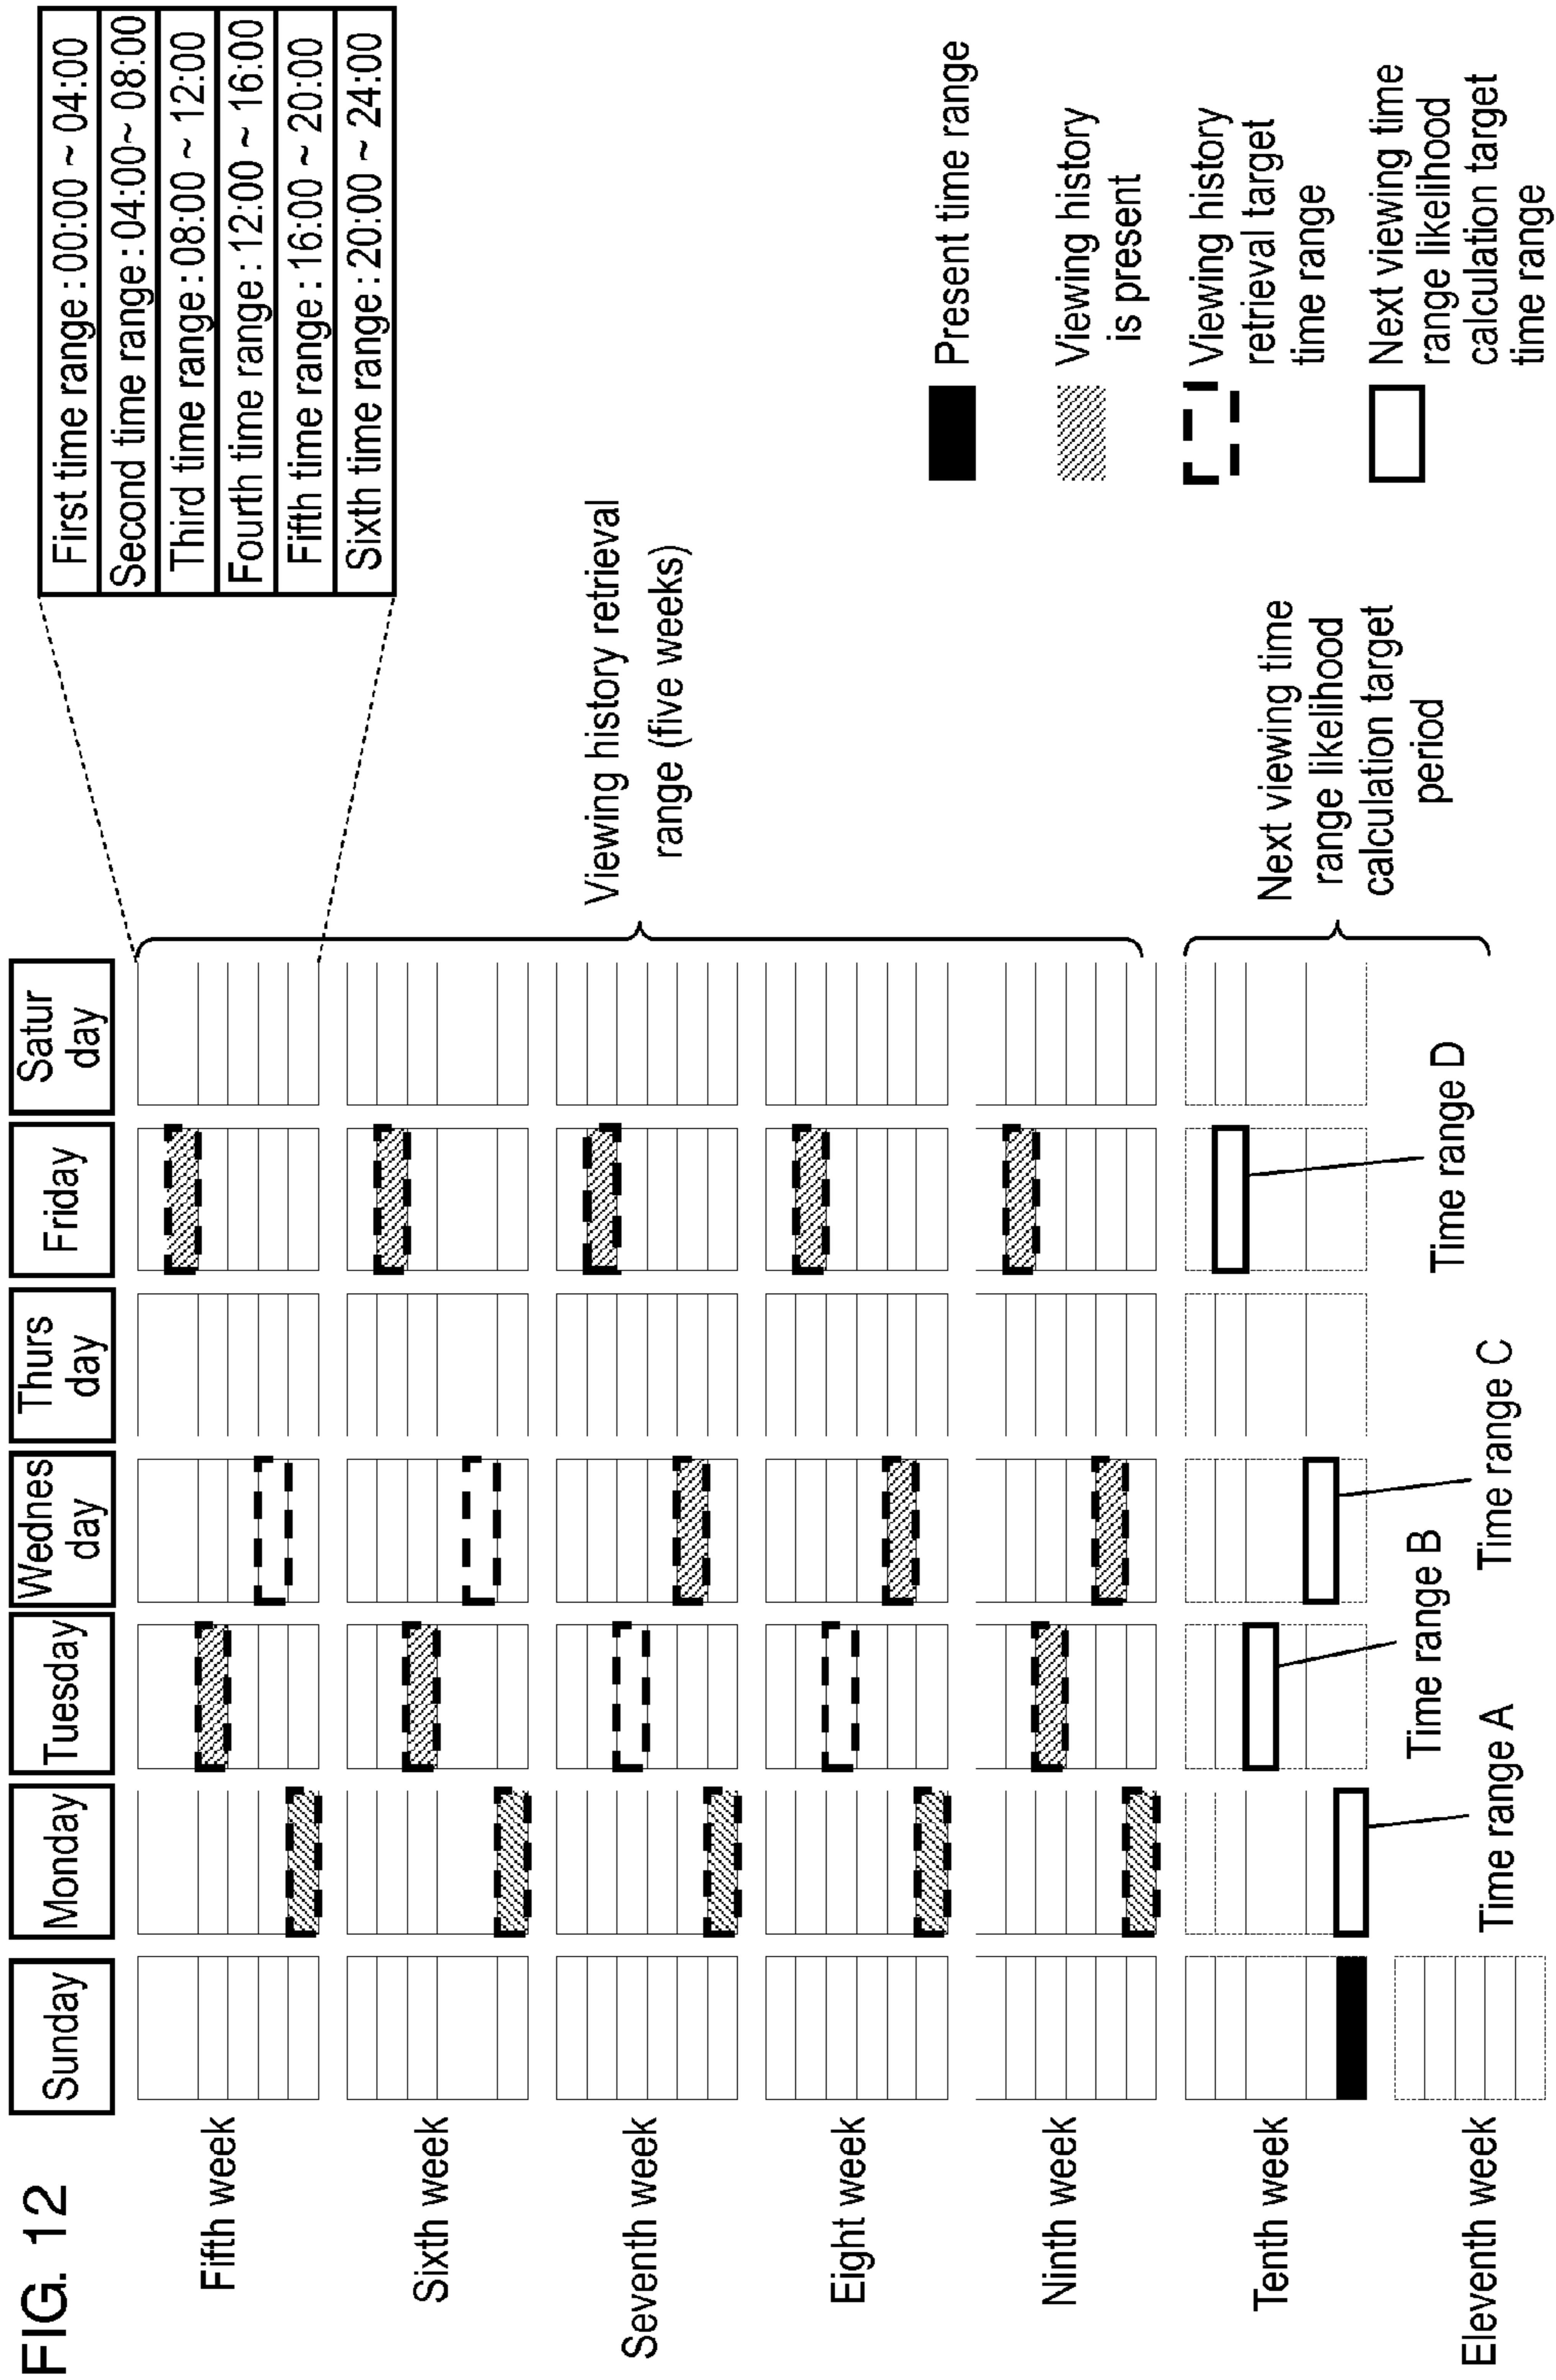 FIG. 12
Sunday
Monday
Tuesday
Wednes
day
Thurs
day
Friday
Satur
day
First time range : 00:00 ~ 04:00
Second time range : 04:00~ 08:00
Third time range : 08:00 ~ 12:00
Fourth time range : 12:00 ~ 16:00
Fifth time range : 16:00 ~ 20:00
Sixth time range : 20:00 ~ 24:00
Fifth week
Sixth week
Seventh week
Eight week
Ninth week
Tenth week
Eleventh week
Viewing history retrieval
range (five weeks)
Next viewing time
range likelihood
calculation target
period
Time range A
Time range B
Time range C
Time range D
Present time range
Viewing history
is present
Viewing history
retrieval target
time range
Next viewing time
range likelihood
calculation target
time range